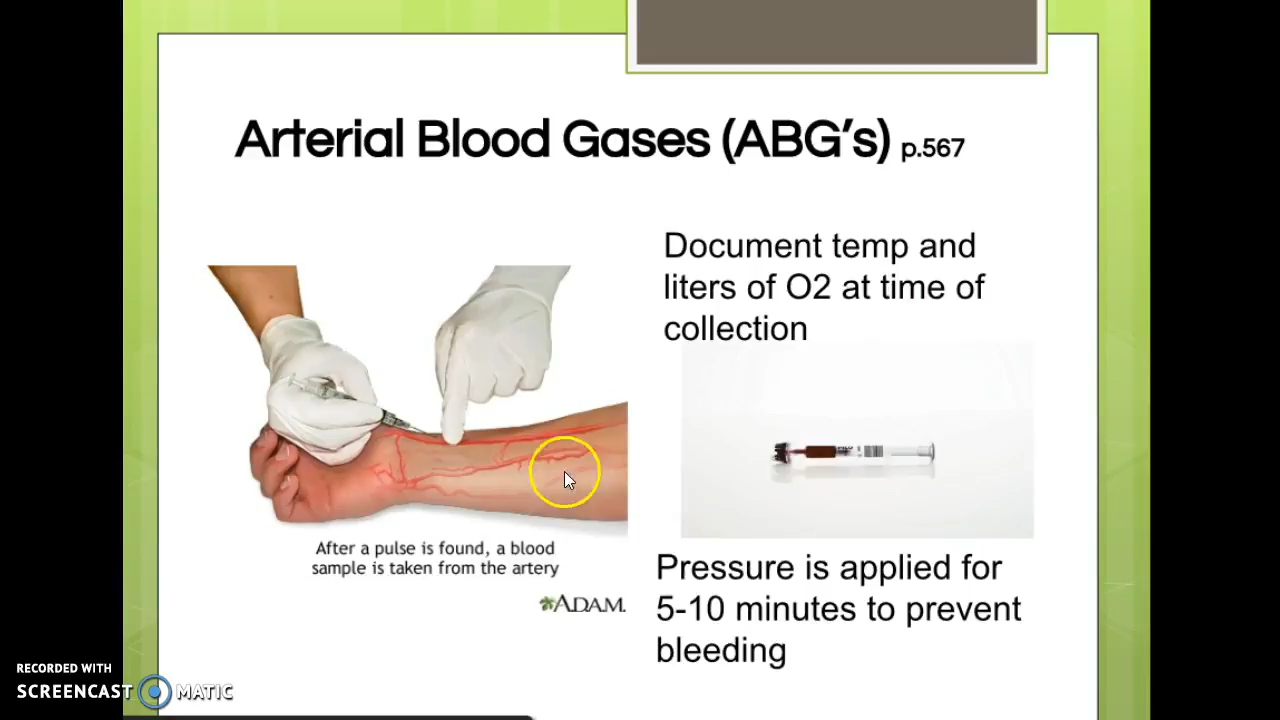 Arterial Blood Gases (ABG's) p.567
Document temp and
liters of O2 at time of
collection
After a pulse is found, a blood
sample is taken from the artery
ADAM.
Pressure is applied for
5-10 minutes to prevent
bleeding
RECORDED WITH
SCREENCAST MATIC